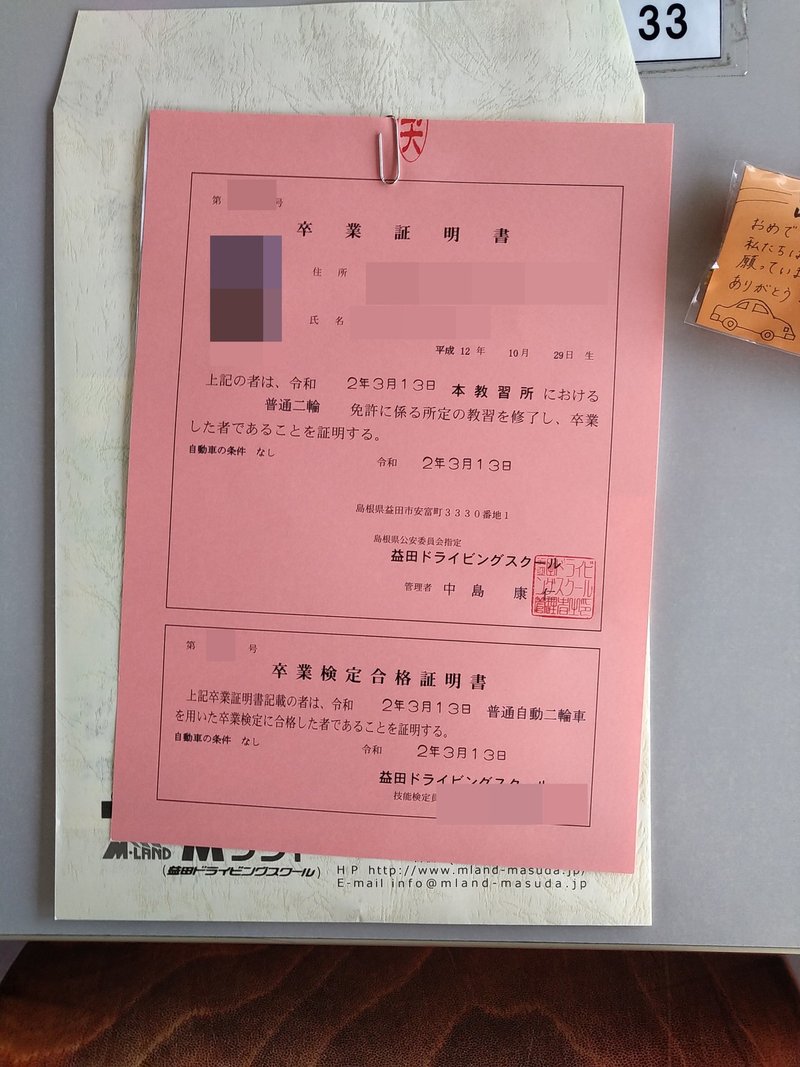 33
第 号
卒業証明書
住所
氏名
平成 12 年 10 月 29 日 生
上記の者は、令和 2年3月13日 本教習所における
普通二輪 免許に係る所定の教習を修了し、卒業
した者であることを証明する。
自動車の条件 なし
令和 2年3月13日
島根県益田市安富町3330番地1
島根県公安委員会指定
益田ドライビングスクール
管理者 中島 康
第 号
卒業検定合格証明書
上記卒業証明書記載の者は、令和 2年3月13日 普通自動二輪車
を用いた卒業検定に合格した者であることを証明する。
自動車の条件 なし
令和 2年3月13日
益田ドライビングスクール
技能検定員
M-LAND
(益田ドライビングスクール)
HP http://www.mland-masuda.jp/
E-mail info@mland-masuda.jp
おめで
私たちは
願ってい
ありがとう